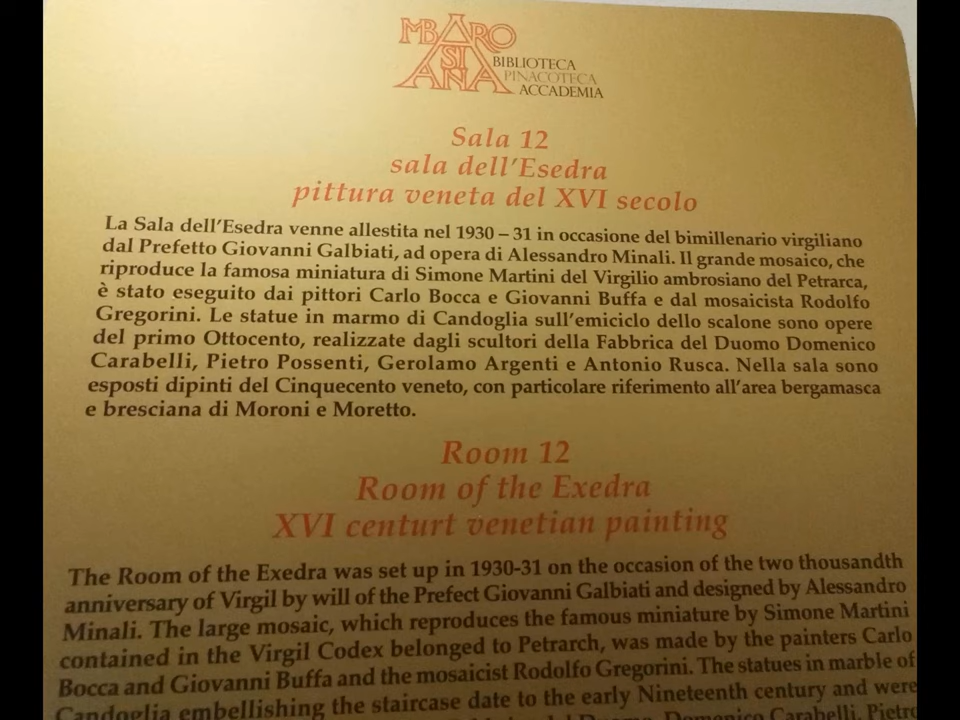 MBARO
SI
ANA
BIBLIOTECA
PINACOTECA
ACCADEMIA
Sala 12
sala dell'Esedra
pittura veneta del XVI secolo
La Sala dell'Esedra venne allestita nel 1930 – 31 in occasione del bimillenario virgiliano
dal Prefetto Giovanni Galbiati, ad opera di Alessandro Minali. Il grande mosaico, che
riproduce la famosa miniatura di Simone Martini del Virgilio ambrosiano del Petrarca,
è stato eseguito dai pittori Carlo Bocca e Giovanni Buffa e dal mosaicista Rodolfo
Gregorini. Le statue in marmo di Candoglia sull'emiciclo dello scalone sono opere
del primo Ottocento, realizzate dagli scultori della Fabbrica del Duomo Domenico
Carabelli, Pietro Possenti, Gerolamo Argenti e Antonio Rusca. Nella sala sono
esposti dipinti del Cinquecento veneto, con particolare riferimento all'area bergamasca
e bresciana di Moroni e Moretto.
Room 12
Room of the Exedra
XVI centurt venetian painting
The Room of the Exedra was set up in 1930-31 on the occasion of the two thousandth
anniversary of Virgil by will of the Prefect Giovanni Galbiati and designed by Alessandro
Minali. The large mosaic, which reproduces the famous miniature by Simone Martini
contained in the Virgil Codex belonged to Petrarch, was made by the painters Carlo
Bocca and Giovanni Buffa and the mosaicist Rodolfo Gregorini. The statues in marble of
Candoglia embellishing the staircase date to the early Nineteenth century and were
del Duomo, Domenico Carabelli, Pietro